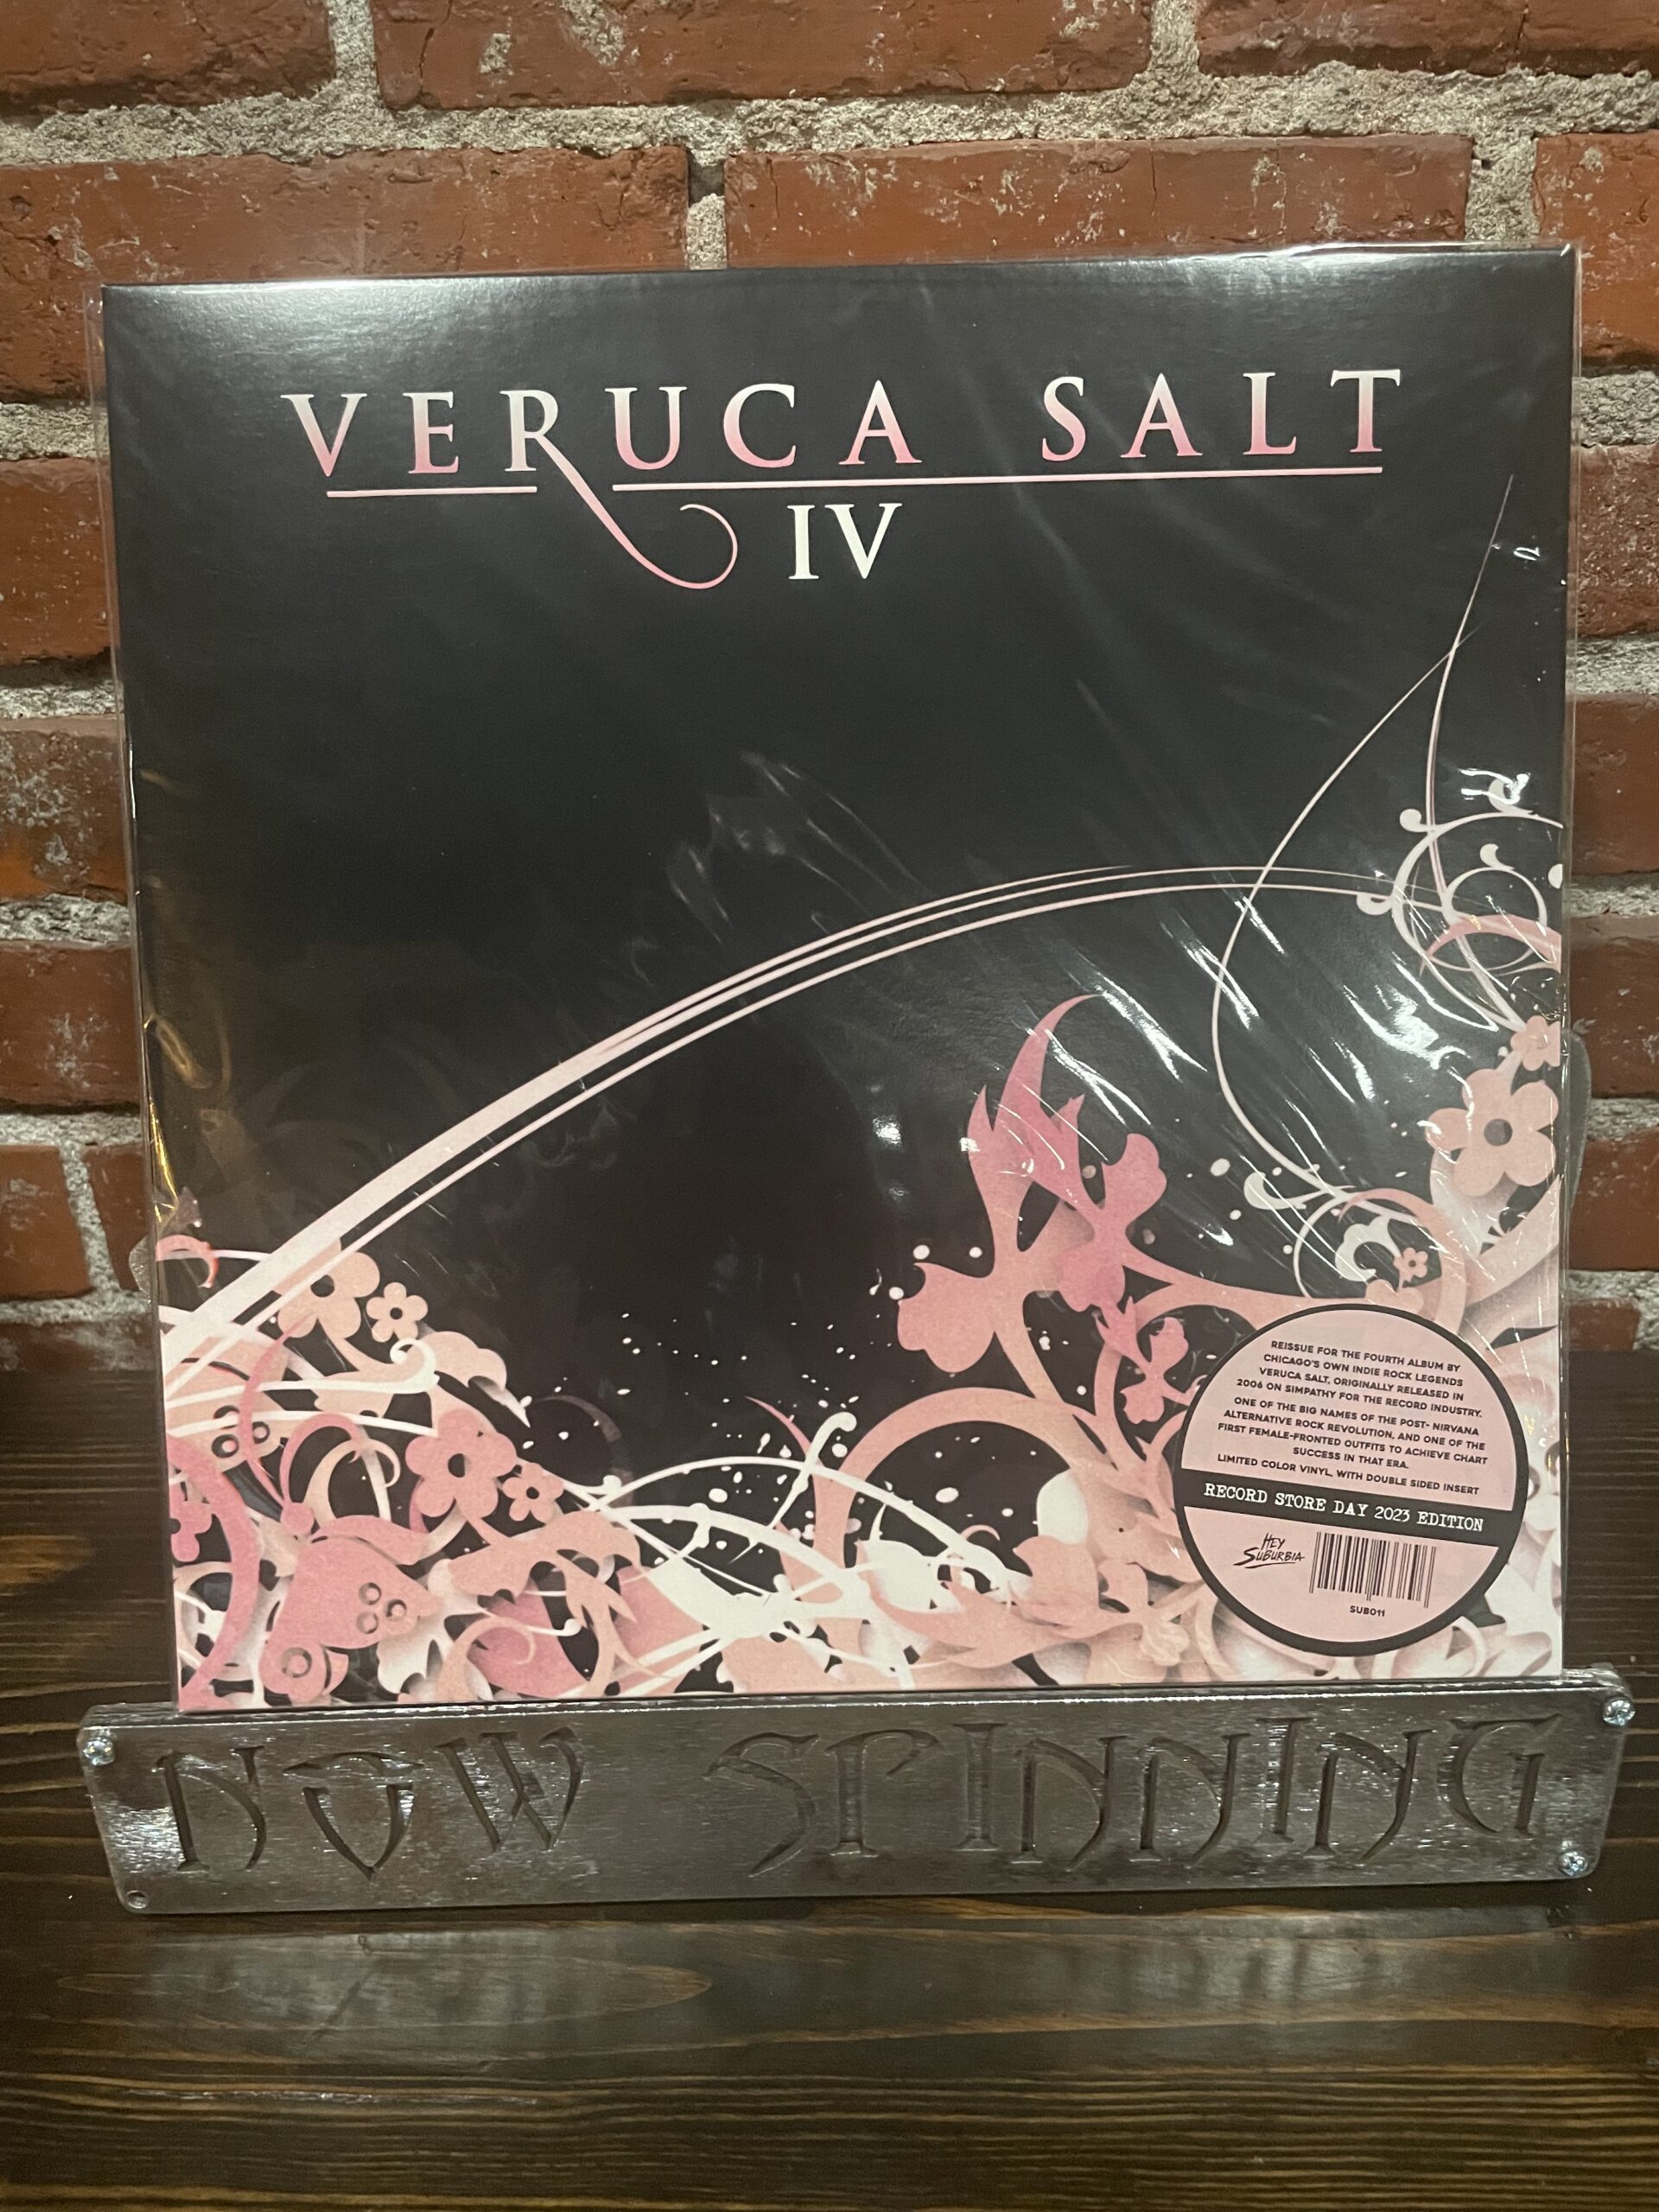 VERUCA SALT
IV
REISSUE FOR THE FOURTH ALBUM BY
CHICAGO'S OWN INDIE ROCK LEGENDS
VERUCA SALT, ORIGINALLY RELEASED IN
2006 ON SIMPATHY FOR THE RECORD INDUSTRY.
ONE OF THE BIG NAMES OF THE POST- NIRVANA
ALTERNATIVE ROCK REVOLUTION, AND ONE OF THE
FIRST FEMALE-FRONTED OUTFITS TO ACHIEVE CHART
SUCCESS IN THAT ERA.
LIMITED COLOR VINYL, WITH DOUBLE SIDED INSERT
RECORD STORE DAY 2023 EDITION
HEY
SUBURBIA
SUB011
NOW SPINNING